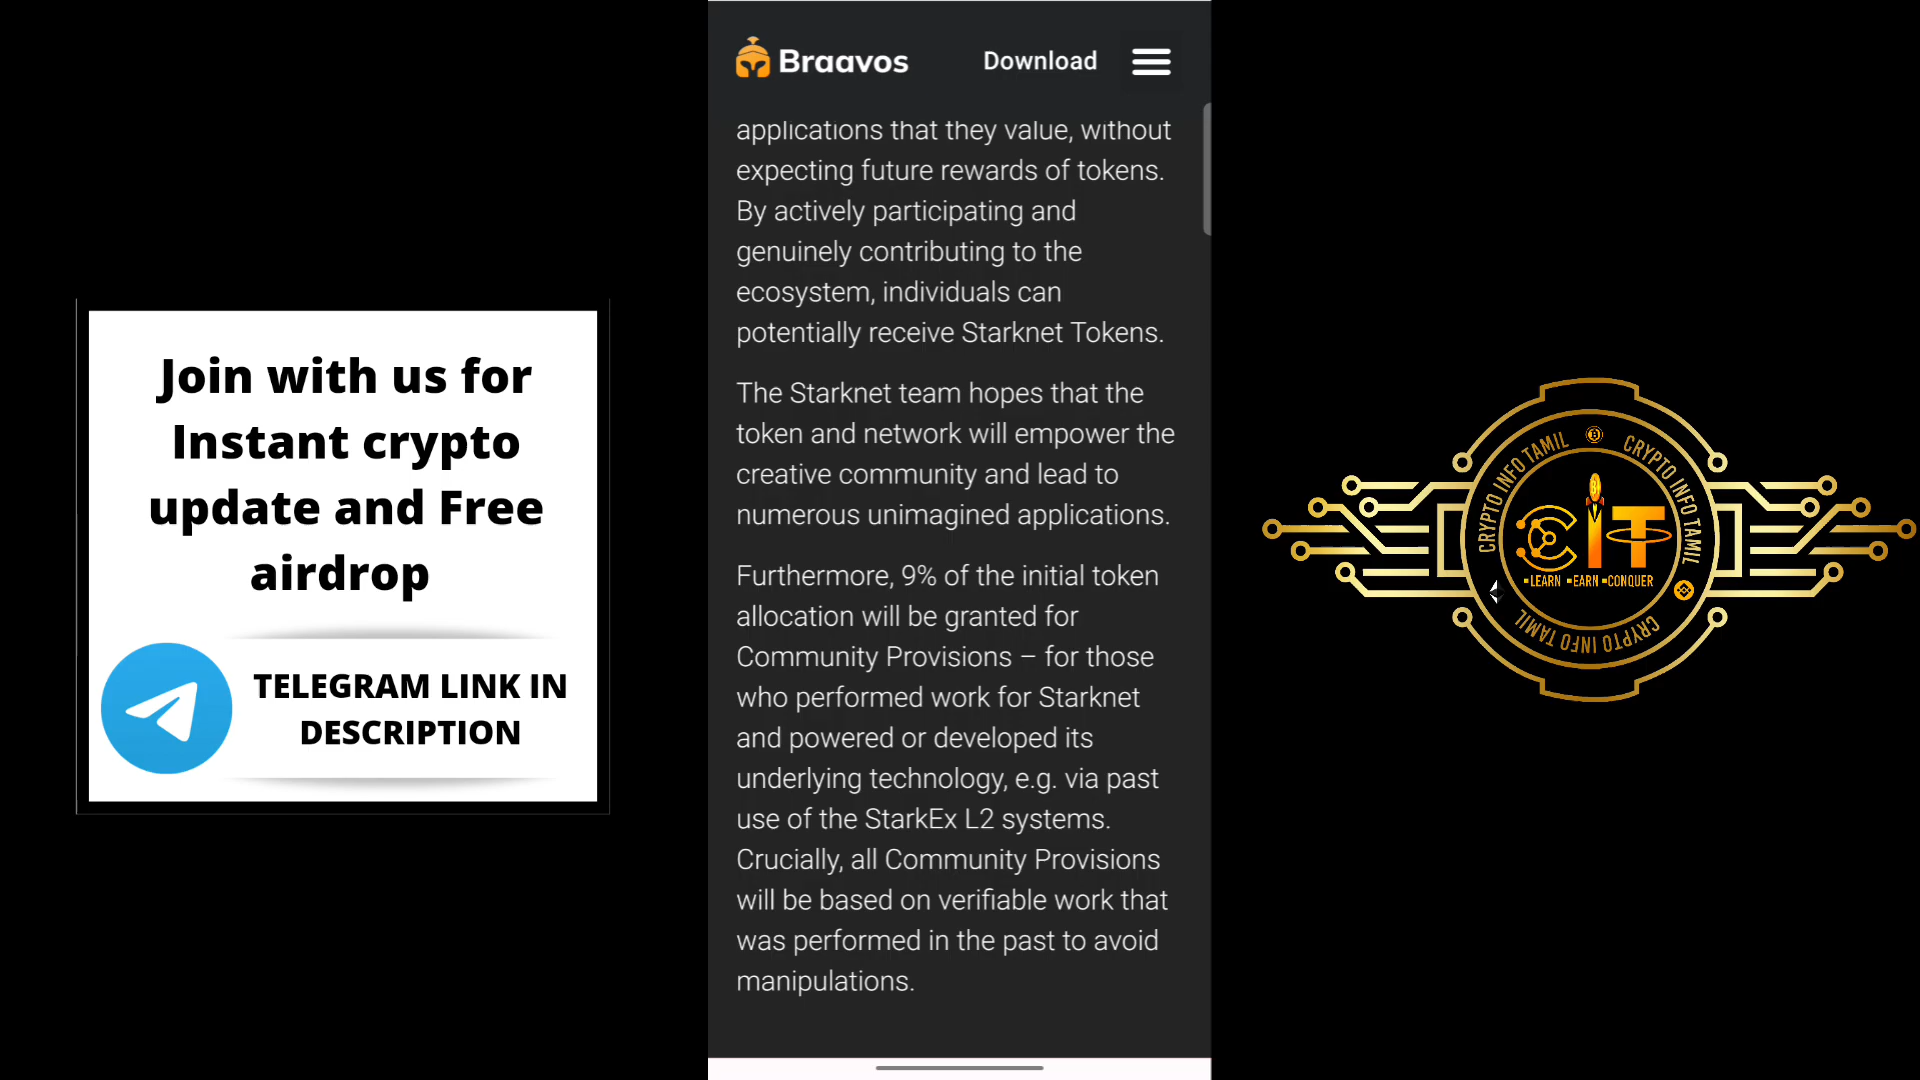 Join with us for
Instant crypto
update and Free
airdrop
TELEGRAM LINK IN
DESCRIPTION
Braavos
Download
applications that they value, without
expecting future rewards of tokens.
By actively participating and
genuinely contributing to the
ecosystem, individuals can
potentially receive Starknet Tokens.
The Starknet team hopes that the
token and network will empower the
creative community and lead to
numerous unimagined applications.
Furthermore, 9% of the initial token
allocation will be granted for
Community Provisions – for those
who performed work for Starknet
and powered or developed its
underlying technology, e.g. via past
use of the StarkEx L2 systems.
Crucially, all Community Provisions
will be based on verifiable work that
was performed in the past to avoid
manipulations.
CRYPTO INFO TAMIL
CRYPTO INFO TAMIL
CIT
▪LEARN ▪EARN ▪CONQUER
CRYPTO INFO TAMIL